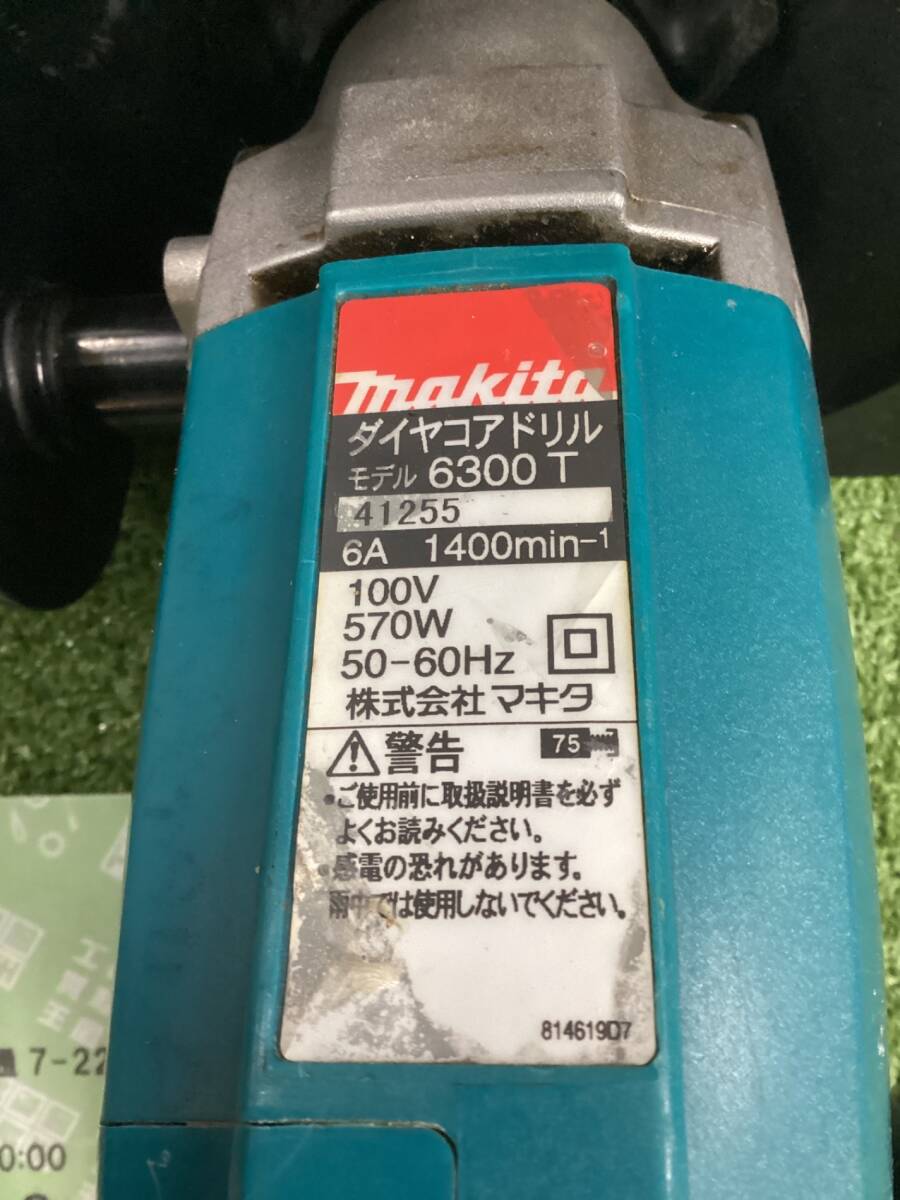 makita
ダイヤコアドリル
モデル 6300T
41255
6A 1400min-1
100V
570W
50-60Hz
株式会社 マキタ
警告 75
•ご使用前に取扱説明書を必ず
よくお読みください。
•感電の恐れがあります。
雨中では使用しないでください。
814619D7
工具
王
7-22
0:00